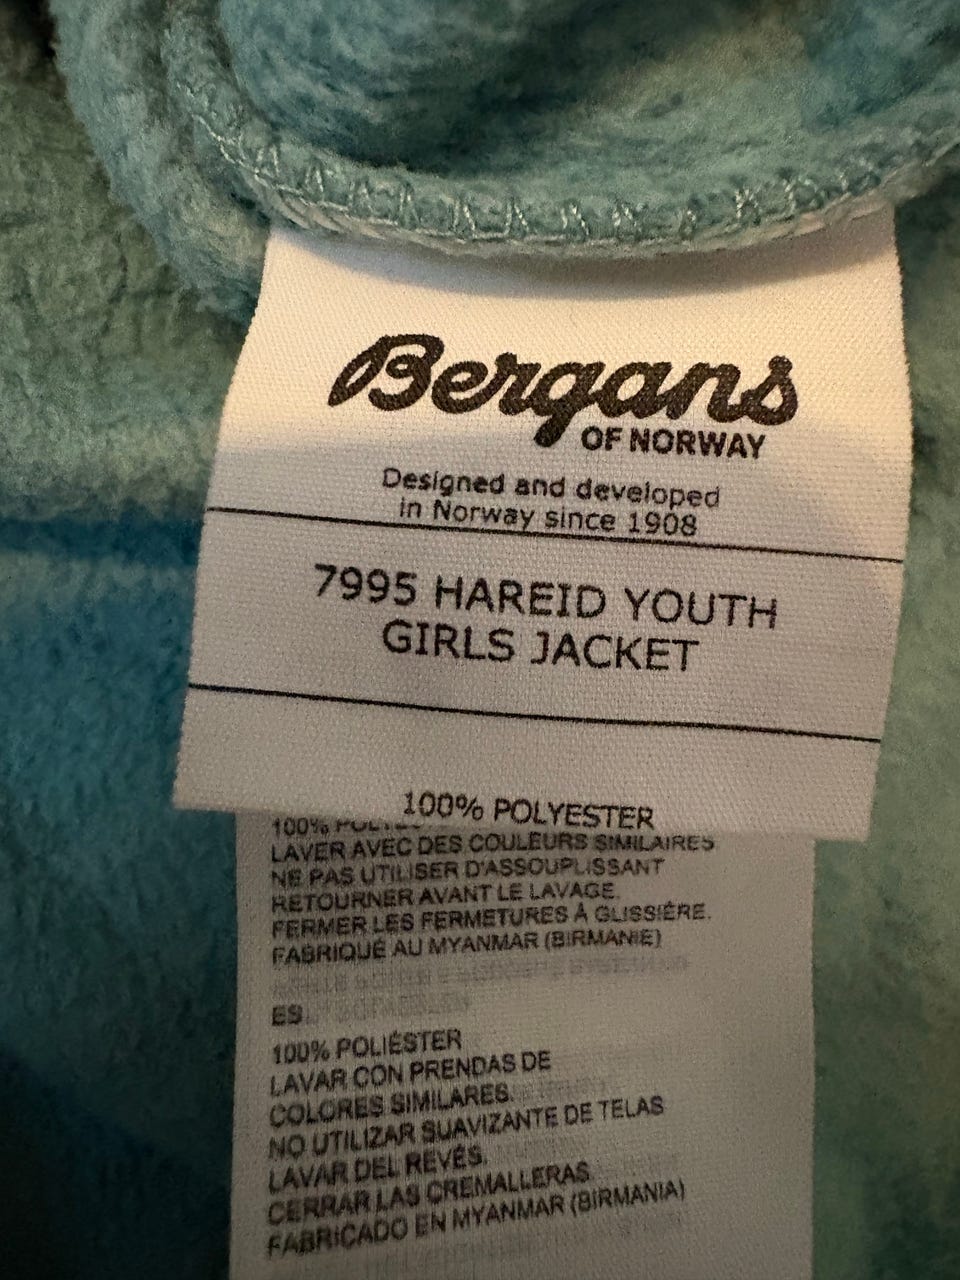 Bergans
OF NORWAY
Designed and developed
in Norway since 1908
7995 HAREID YOUTH
GIRLS JACKET
100% POLYESTER
100%
LAVER AVEC DES COULEURS SIMILAIRES
NE PAS UTILISER D'ASSOUPLISSANT
RETOURNER AVANT LE LAVAGE.
FERMER LES FERMETURES À GLISSIÈRE.
FABRIQUÉ AU MYANMAR (BIRMANIE)
ES
100% POLIÉSTER
LAVAR CON PRENDAS DE
COLORES SIMILARES.
NO UTILIZAR SUAVIZANTE DE TELAS
LAVAR DEL REVÉS.
CERRAR LAS CREMALLERAS
FABRICADO EN MYANMAR (BIRMANIA)